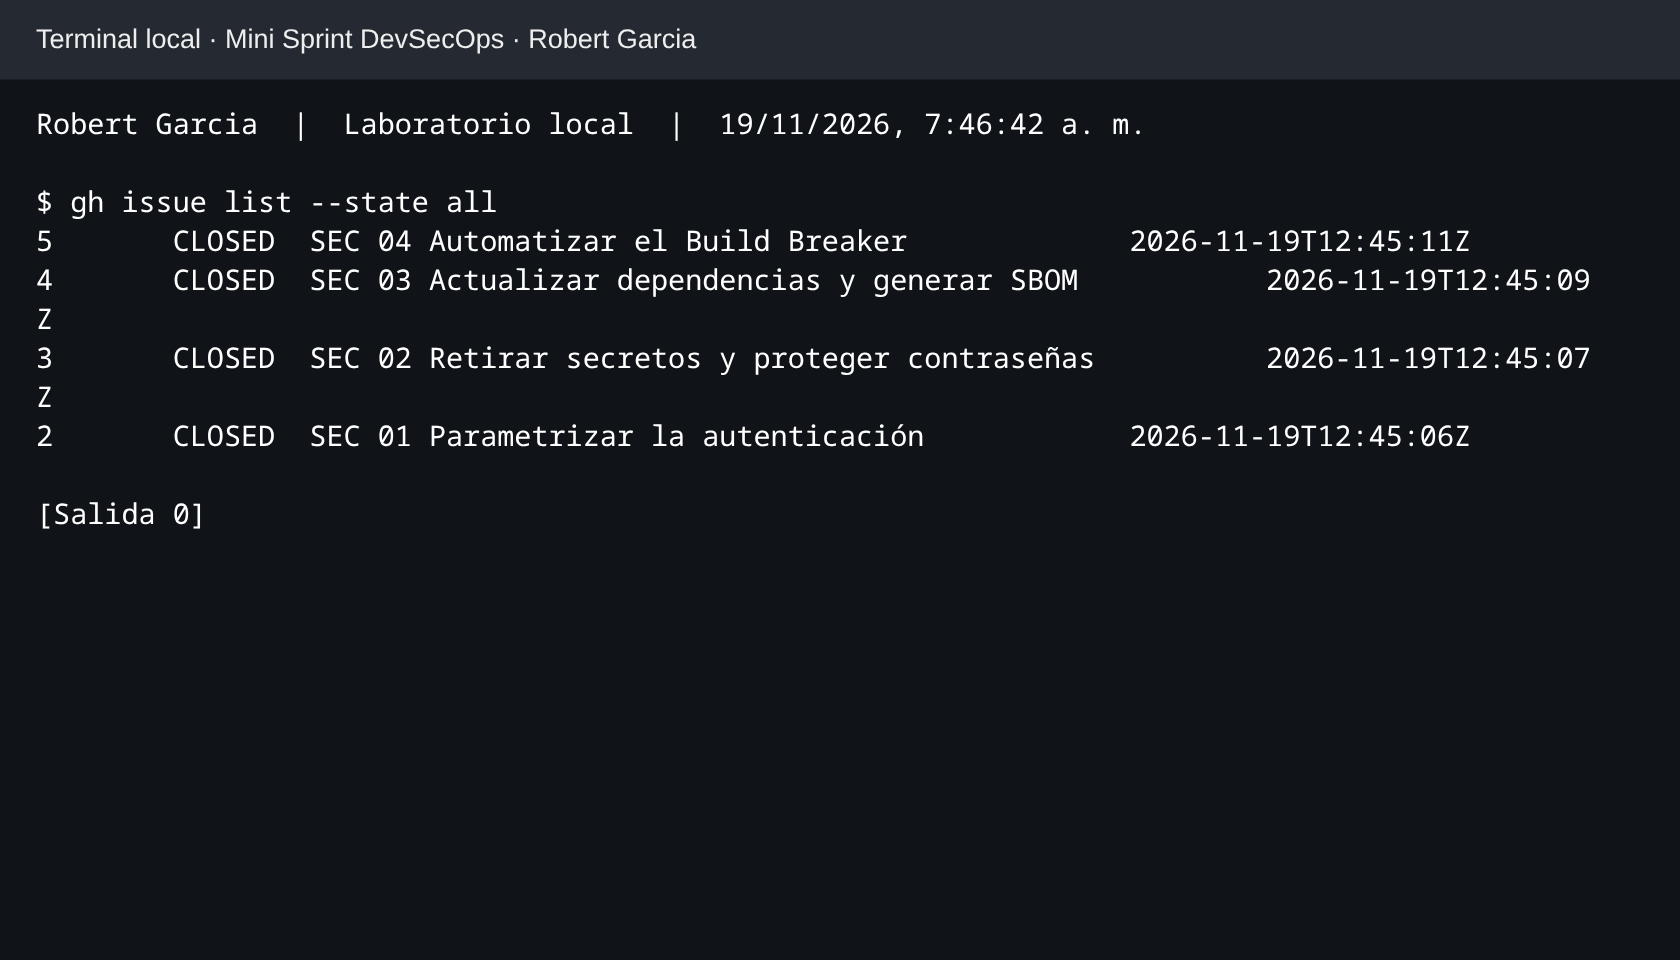 Terminal local · Mini Sprint DevSecOps · Robert Garcia
Robert Garcia  |  Laboratorio local  |  19/11/2026, 7:46:42 a. m.
$ gh issue list --state all
5       CLOSED  SEC 04 Automatizar el Build Breaker             2026-11-19T12:45:11Z
4       CLOSED  SEC 03 Actualizar dependencias y generar SBOM           2026-11-19T12:45:09
Z
3       CLOSED  SEC 02 Retirar secretos y proteger contraseñas          2026-11-19T12:45:07
Z
2       CLOSED  SEC 01 Parametrizar la autenticación            2026-11-19T12:45:06Z
[Salida 0]